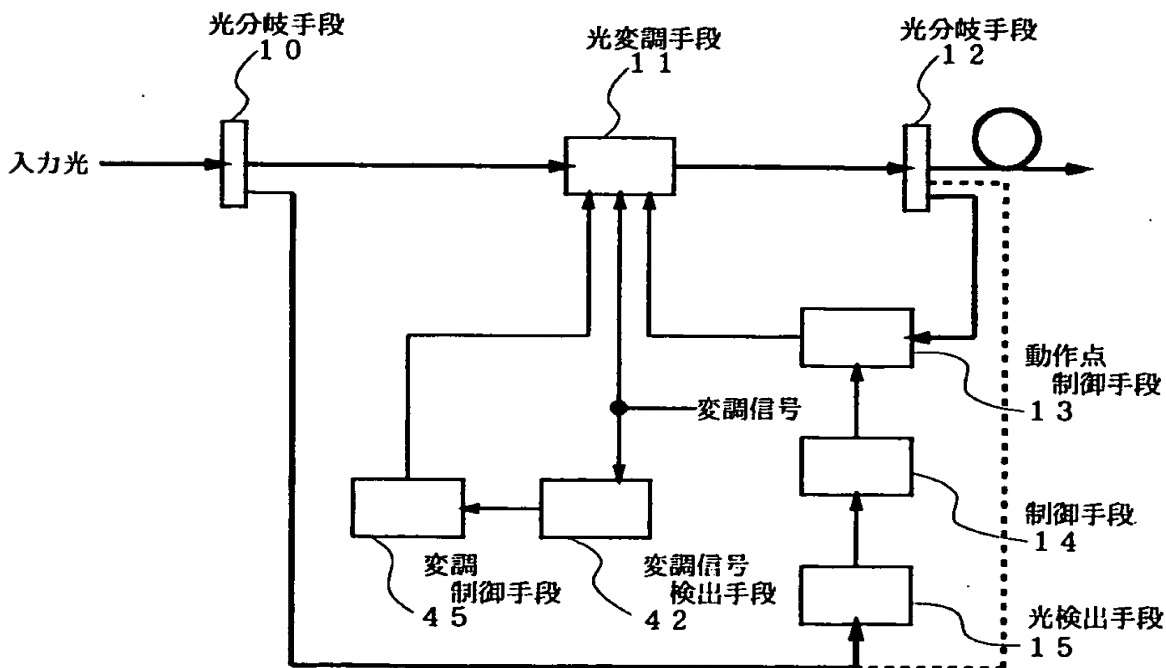 光分岐手段
10
光変調手段
11
光分岐手段
12
入力光
動作点
制御手段
13
変調信号
制御手段
14
変調
制御手段
45
変調信号
検出手段
42
光検出手段
15